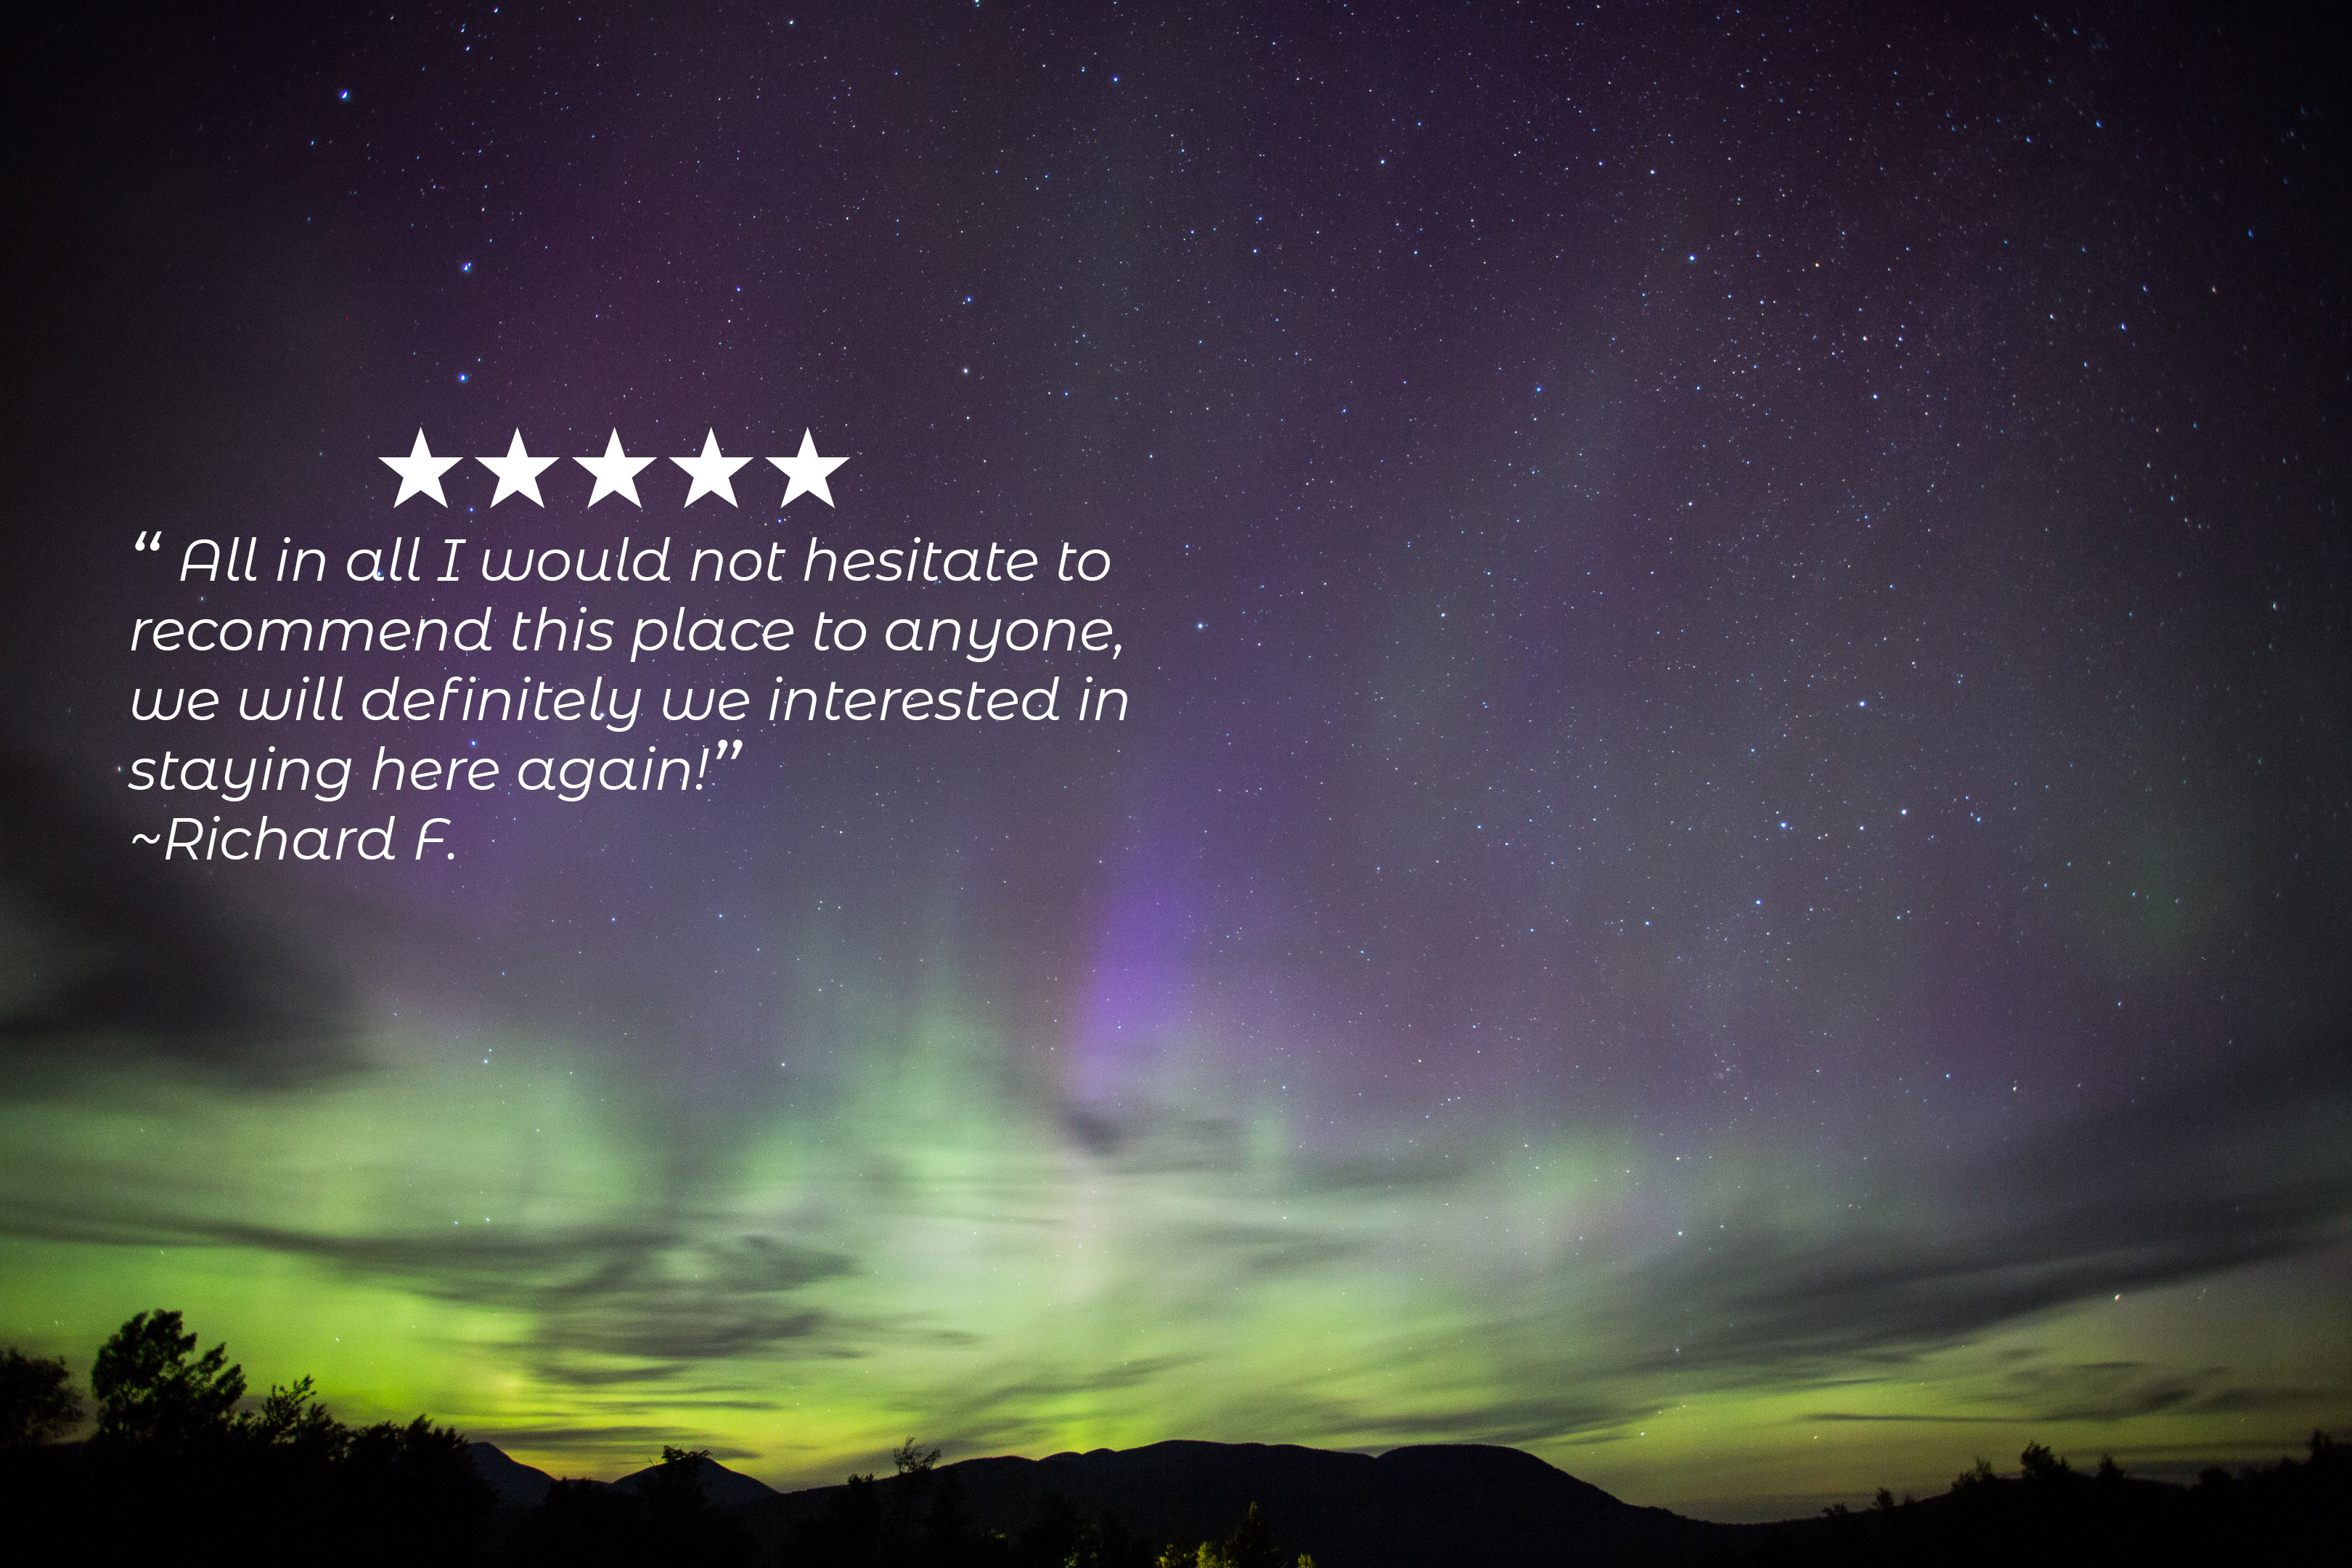 ★★★★★
“ All in all I would not hesitate to
recommend this place to anyone,
we will definitely we interested in
staying here again!”
~Richard F.